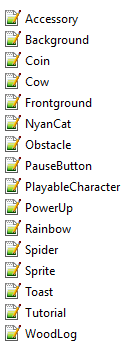 Accessory
Background
Coin
Cow
Frontground
NyanCat
Obstacle
PauseButton
PlayableCharacter
PowerUp
Rainbow
Spider
Sprite
Toast
Tutorial
WoodLog